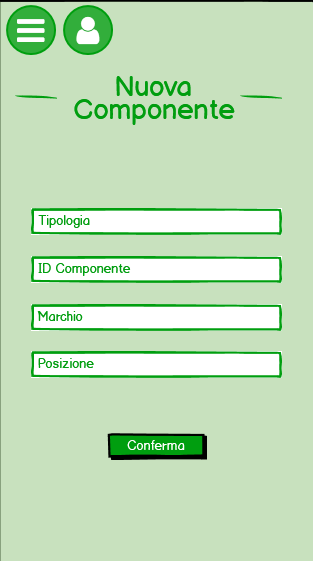 Nuova
Componente
Tipologia
ID Componente
Marchio
Posizione
Conferma